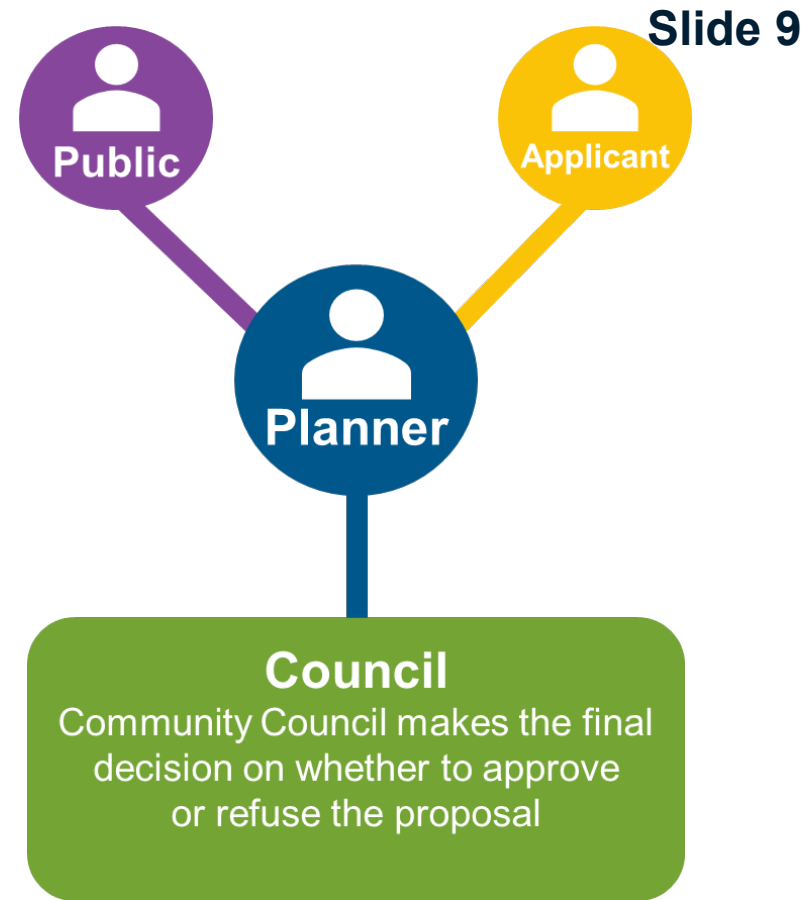 Slide 9
Public
Applicant
Planner
Council
Community Council makes the final
decision on whether to approve
or refuse the proposal